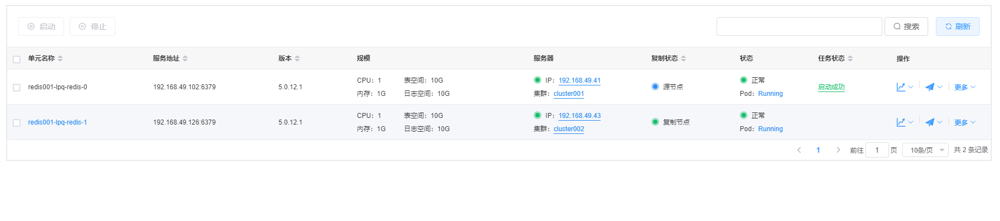 启动 停止 搜索 刷新
单元名称 服务地址 版本 规模 服务器 复制状态 状态 任务状态 操作
redis001-lpq-redis-0 192.168.49.102:6379 5.0.12.1 CPU：1 表空间：10G IP：192.168.49.41 源节点 正常 启动成功 更多
内存：1G 日志空间：10G 集群：cluster001 Pod：Running
redis001-lpq-redis-1 192.168.49.126:6379 5.0.12.1 CPU：1 表空间：10G IP：192.168.49.43 复制节点 正常 更多
内存：1G 日志空间：10G 集群：cluster002 Pod：Running
1 前往 1 页 10条/页 共 2 条记录